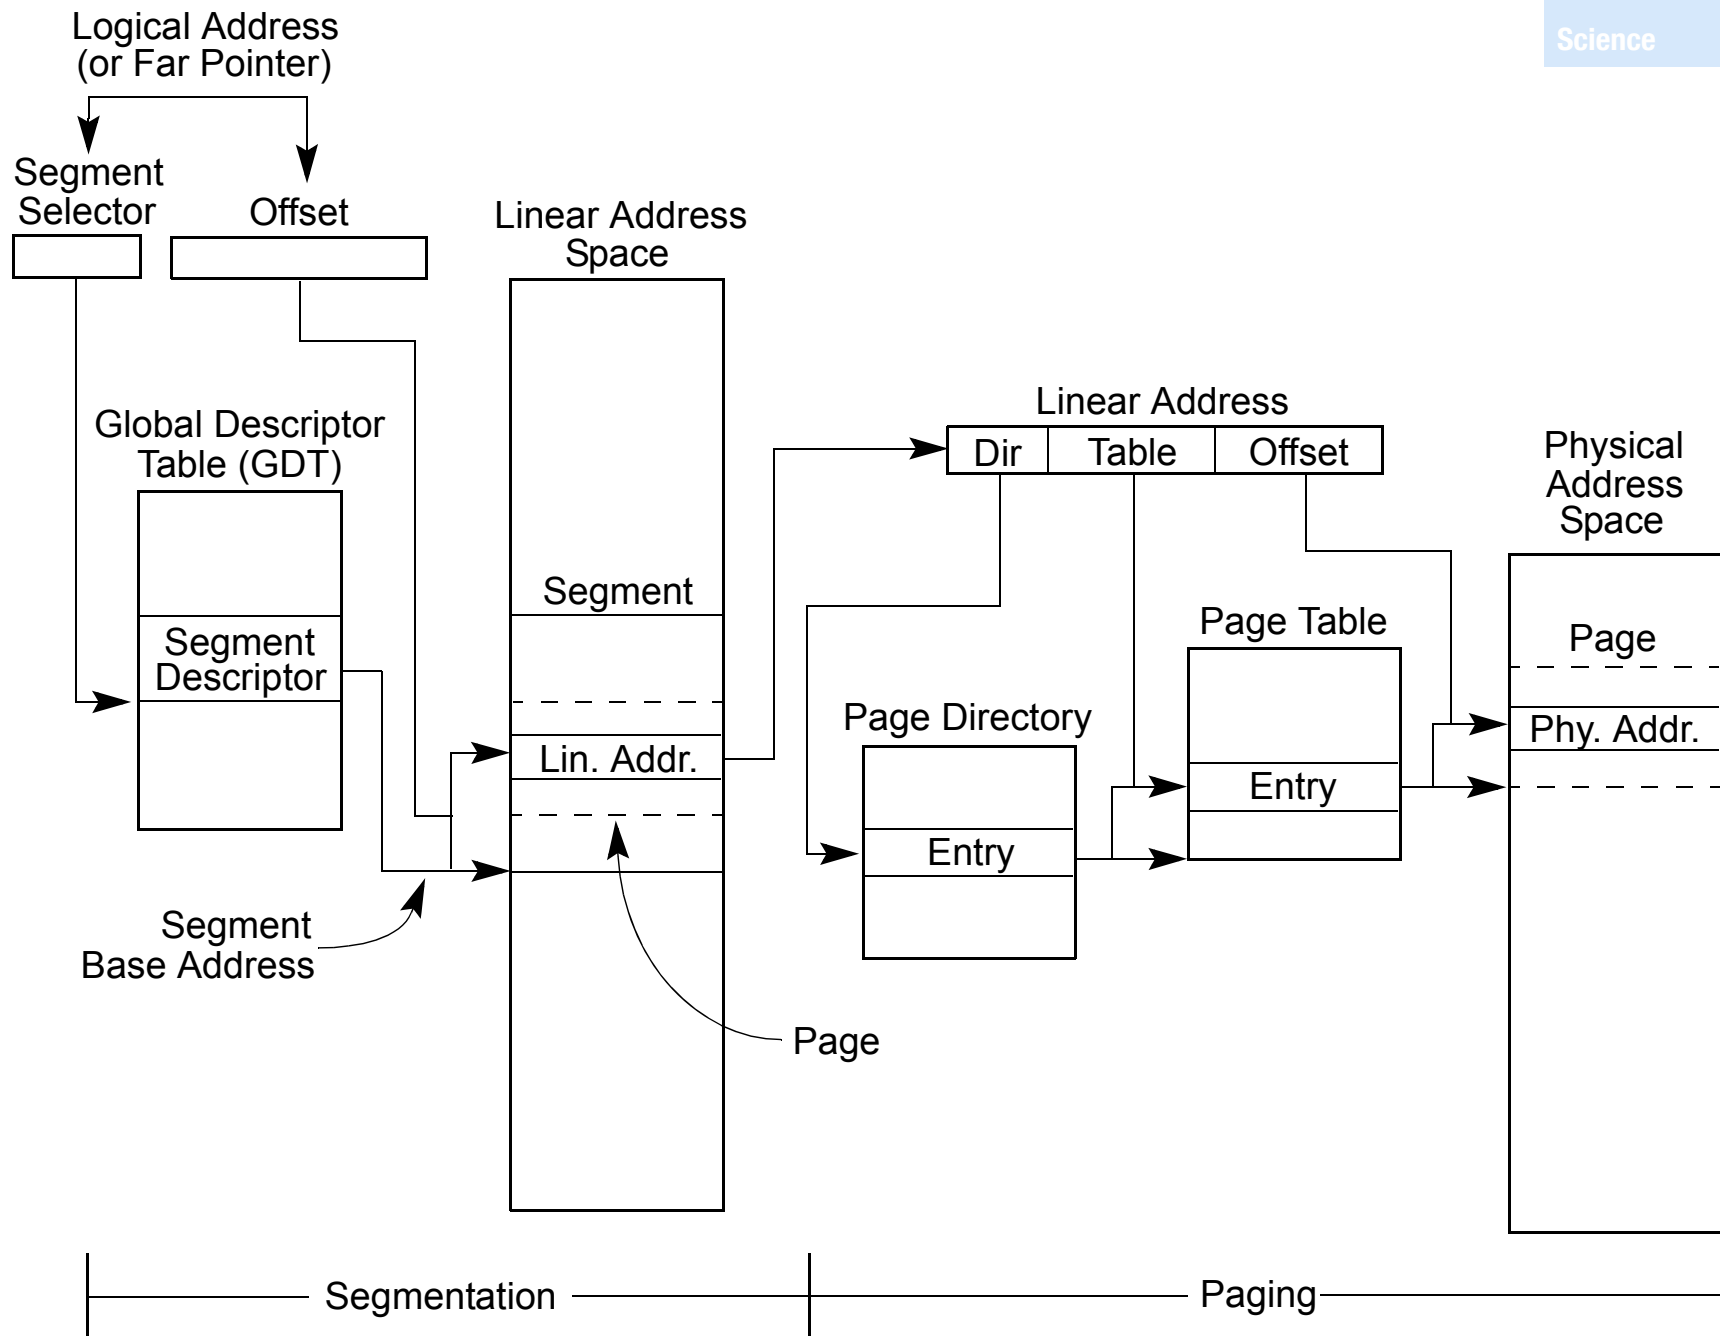 Science
Logical Address
(or Far Pointer)
Segment
Selector
Offset
Linear Address
Space
Global Descriptor
Table (GDT)
Segment
Descriptor
Segment
Lin. Addr.
Segment
Base Address
Page
Linear Address
Dir
Table
Offset
Page Directory
Entry
Page Table
Entry
Physical
Address
Space
Page
Phy. Addr.
Segmentation
Paging